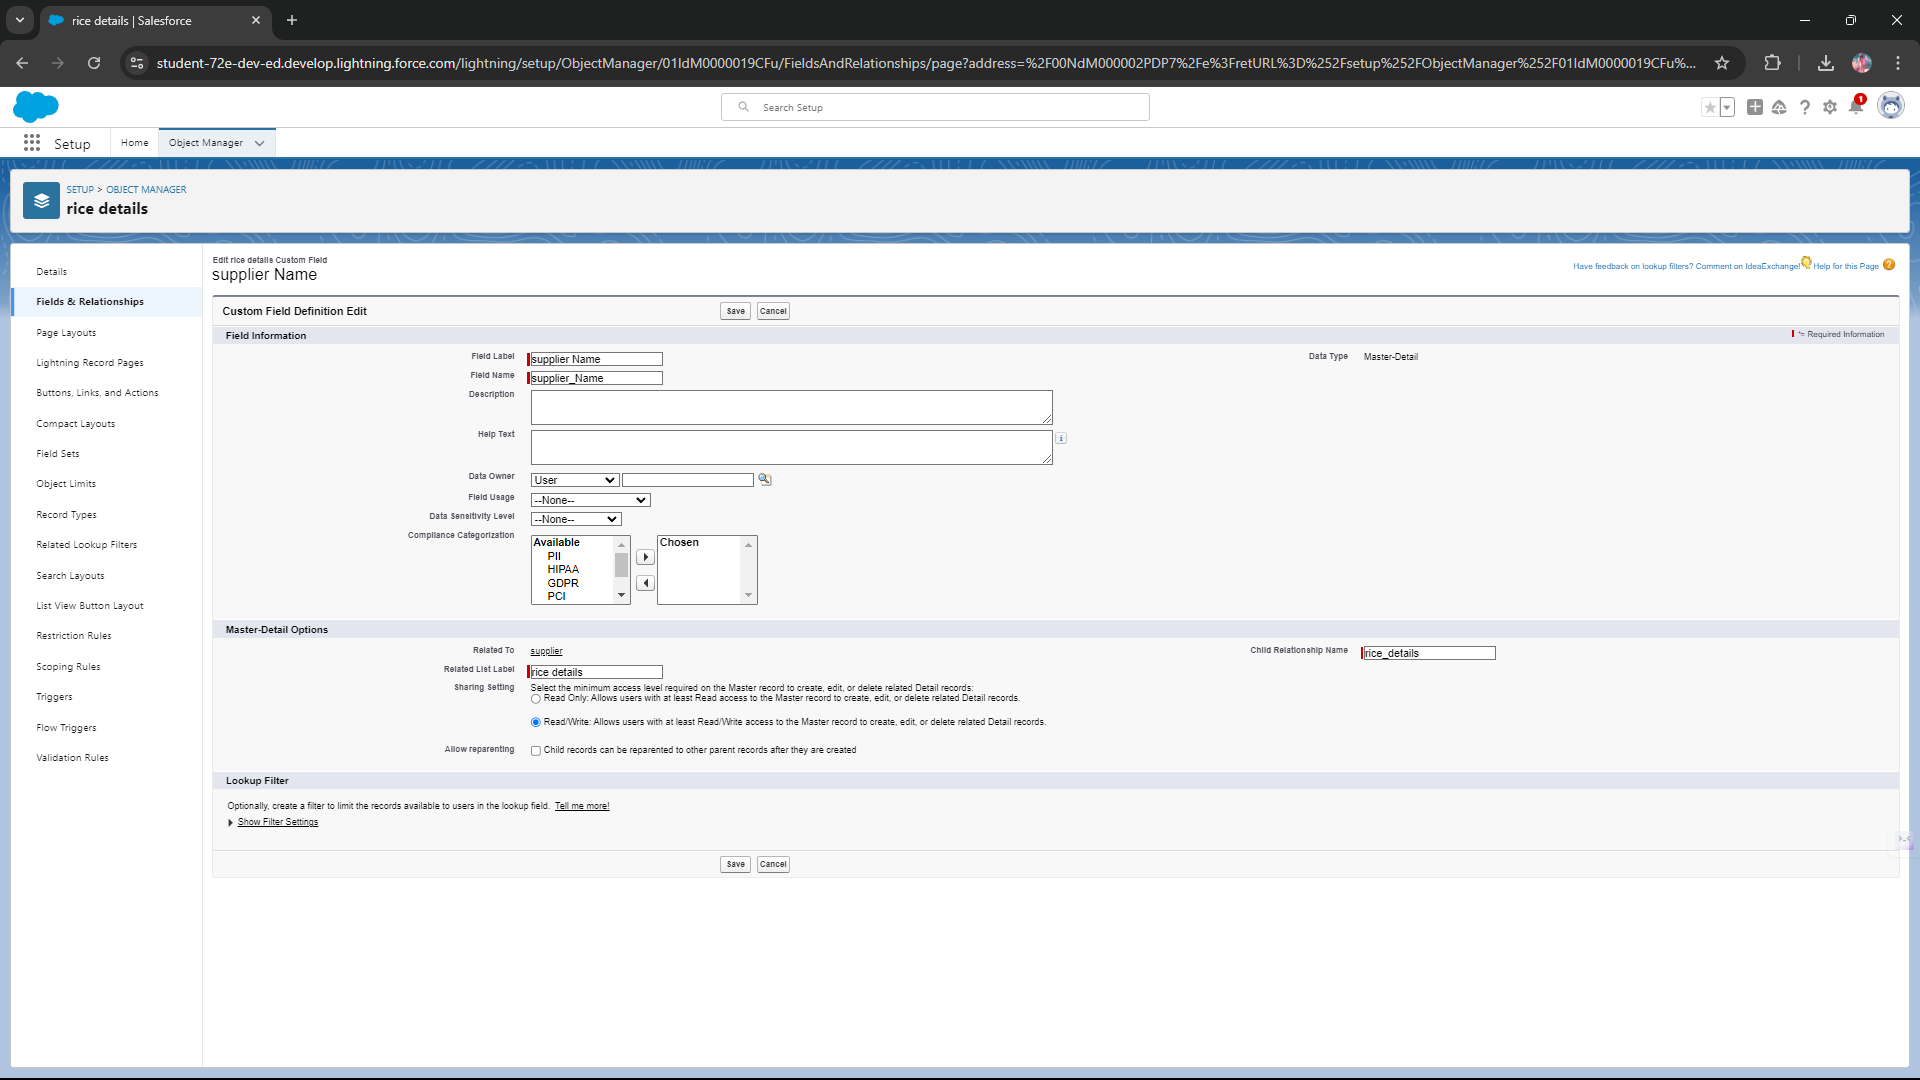 rice details | Salesforce
student-72e-dev-ed.develop.lightning.force.com/lightning/setup/ObjectManager/01IdM0000019CFu/FieldsAndRelationships/page?address=%2F00NdM000002PDP7%2Fe%3FretURL%3D%252Fsetup%252FObjectManager%252F01IdM0000019CFu%...
Search Setup
1
Setup
Home
Object Manager
SETUP > OBJECT MANAGER
rice details
Details
Fields & Relationships
Page Layouts
Lightning Record Pages
Buttons, Links, and Actions
Compact Layouts
Field Sets
Object Limits
Record Types
Related Lookup Filters
Search Layouts
List View Button Layout
Restriction Rules
Scoping Rules
Triggers
Flow Triggers
Validation Rules
Edit rice details Custom Field
supplier Name
Have feedback on lookup filters? Comment on IdeaExchange! Help for this Page ?
Custom Field Definition Edit Save Cancel
Field Information = Required Information
Field Label supplier Name Data Type Master-Detail
Field Name supplier_Name
Description
Help Text i
Data Owner User
Field Usage --None--
Data Sensitivity Level --None--
Compliance Categorization Available Chosen
PII
HIPAA
GDPR
PCI
Master-Detail Options
Related To supplier Child Relationship Name rice_details
Related List Label rice details
Sharing Setting Select the minimum access level required on the Master record to create, edit, or delete related Detail records:
Read Only: Allows users with at least Read access to the Master record to create, edit, or delete related Detail records.
Read/Write: Allows users with at least Read/Write access to the Master record to create, edit, or delete related Detail records.
Allow reparenting Child records can be reparented to other parent records after they are created
Lookup Filter
Optionally, create a filter to limit the records available to users in the lookup field. Tell me more!
Show Filter Settings
Save Cancel